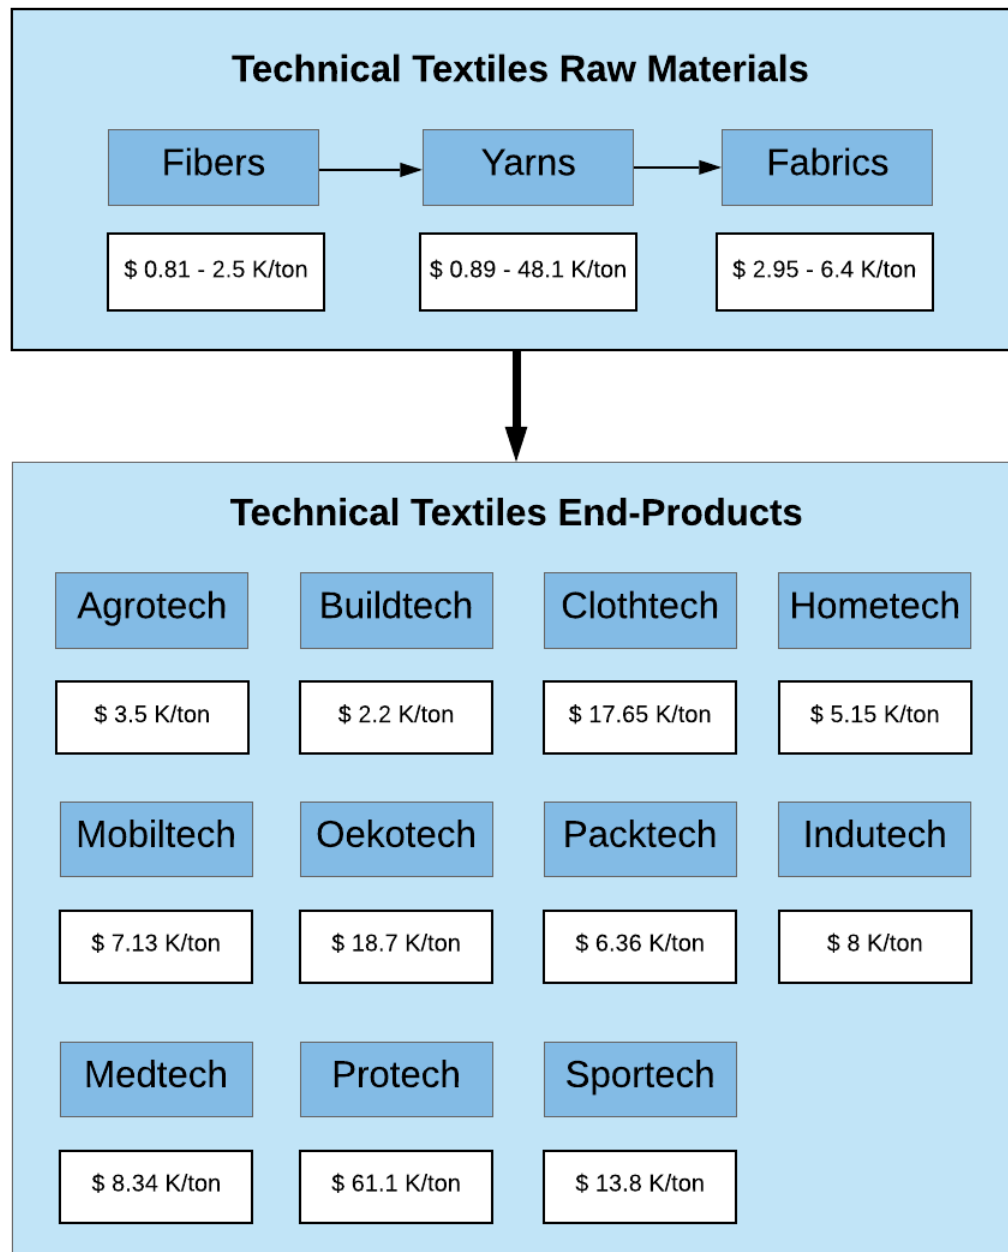 Technical Textiles Raw Materials
Fibers
Yarns
Fabrics
$ 0.81 - 2.5 K/ton
$ 0.89 - 48.1 K/ton
$ 2.95 - 6.4 K/ton
Technical Textiles End-Products
Agrotech
Buildtech
Clothtech
Hometech
$ 3.5 K/ton
$ 2.2 K/ton
$ 17.65 K/ton
$ 5.15 K/ton
Mobiltech
Oekotech
Packtech
Indutech
$ 7.13 K/ton
$ 18.7 K/ton
$ 6.36 K/ton
$ 8 K/ton
Medtech
Protech
Sportech
$ 8.34 K/ton
$ 61.1 K/ton
$ 13.8 K/ton